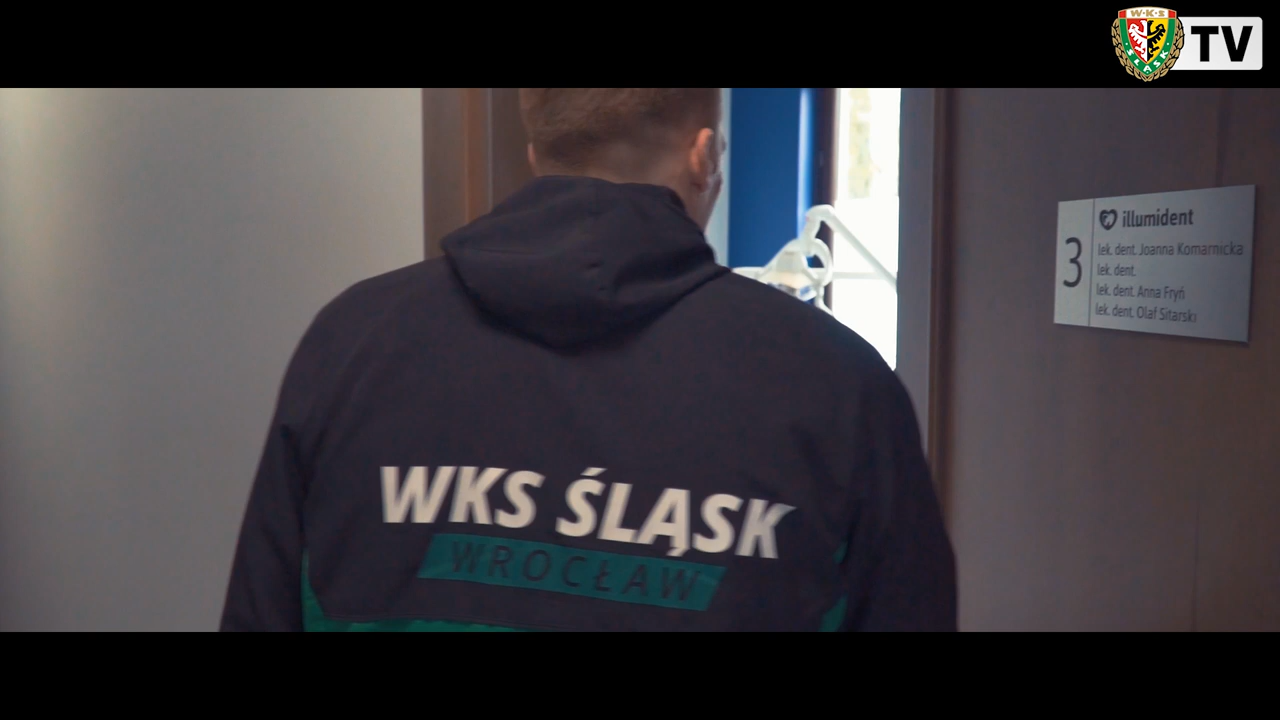 W·K·S
ŚLĄSK
TV
3
illumident
lek. dent. Joanna Komarnicka
lek. dent.
lek. dent. Anna Fryń
lek. dent. Olaf Sitarski
WKS ŚLĄSK
WROCŁAW